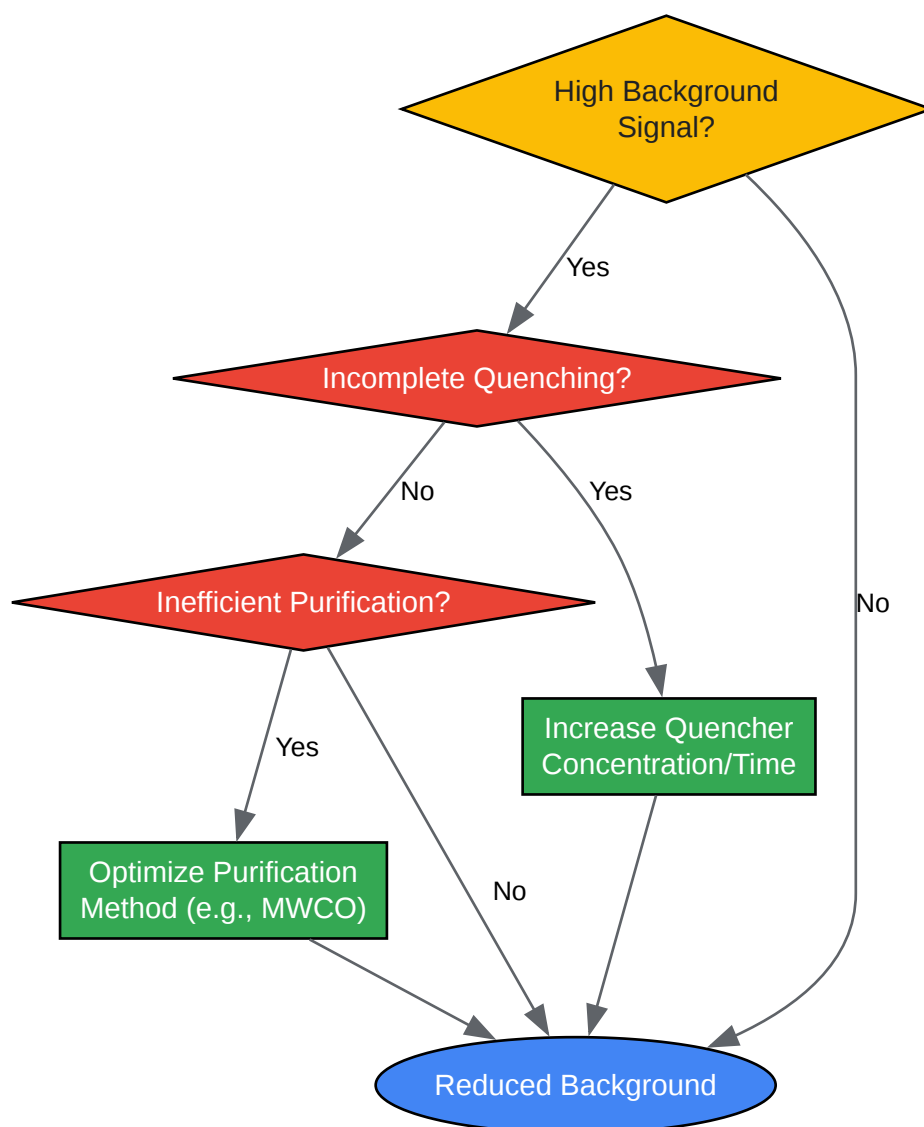 High Background
Signal?
Yes
Incomplete Quenching?
No
Yes
Inefficient Purification?
No
Increase Quencher
Concentration/Time
Yes
Optimize Purification
Method (e.g., MWCO)
No
Reduced Background